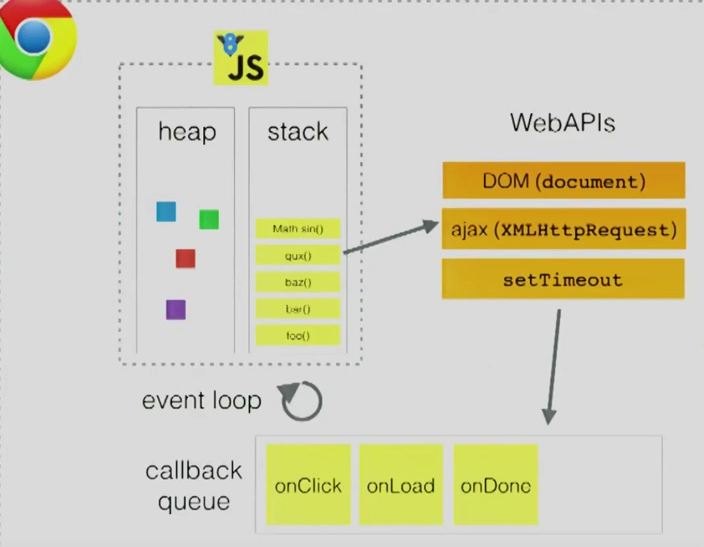 JS
heap
stack
WebAPIs
Math sin()
qux()
baz()
bar()
foo()
DOM (document)
ajax (XMLHttpRequest)
setTimeout
event loop
callback
queue
onClick
onLoad
onDone